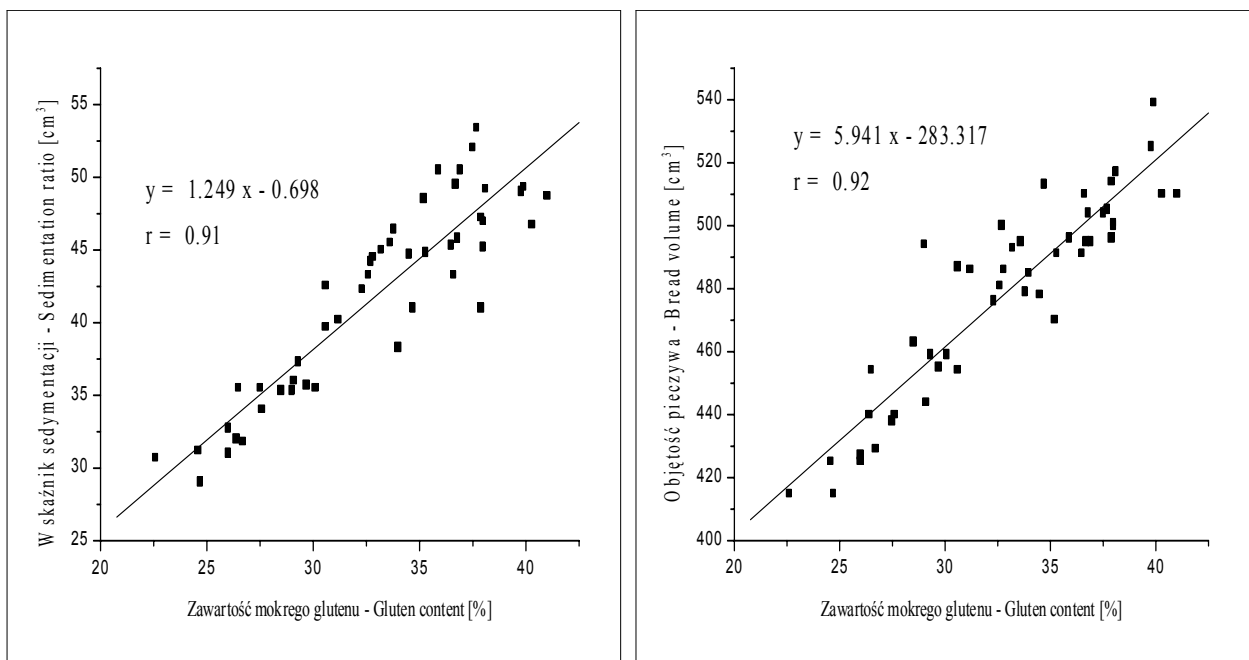 W skaźnik sedymentacji - Sedimentation ratio [cm³]
55
50
45
40
35
30
25
y = 1.249 x - 0.698
r = 0.91
20 25 30 35 40
Zawartość mokrego glutenu - Gluten content [%]
Objętość pieczywa - Bread volume [cm³]
540
520
500
480
460
440
420
400
y = 5.941 x - 283.317
r = 0.92
20 25 30 35 40
Zawartość mokrego glutenu - Gluten content [%]